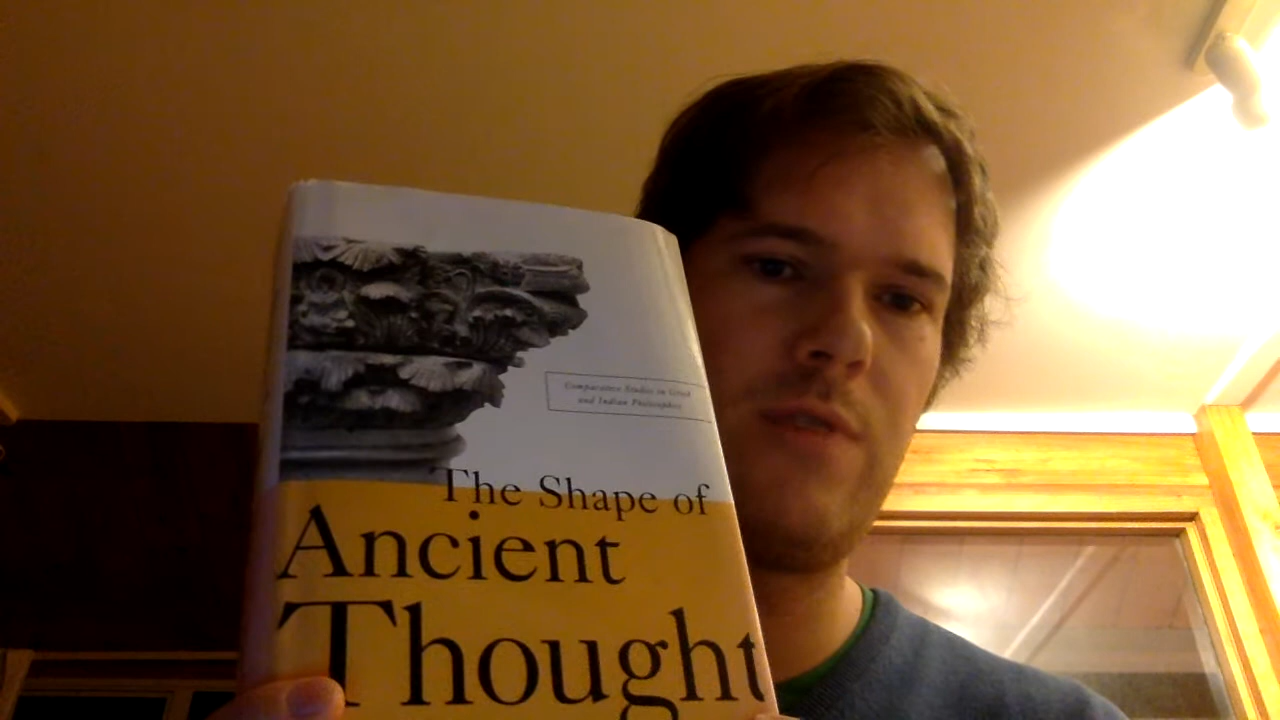 Comparative Studies in Greek
and Indian Philosophies
The Shape of
Ancient
Thought